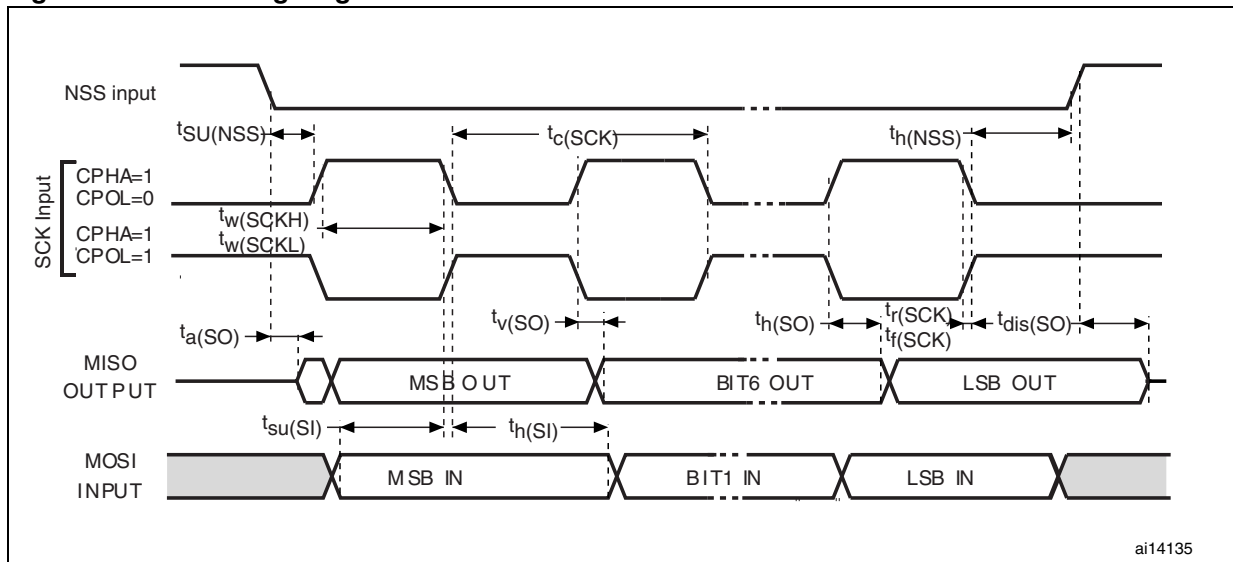 NSS input
tSU(NSS)
tc(SCK)
th(NSS)
SCK Input
CPHA=1
CPOL=0
tw(SCKH)
tw(SCKL)
CPHA=1
CPOL=1
ta(SO)
tv(SO)
th(SO)
tr(SCK)
tf(SCK)
tdis(SO)
MISO
OUTPUT
MSB OUT
BIT6 OUT
LSB OUT
tsu(SI)
th(SI)
MOSI
INPUT
MSB IN
BIT1 IN
LSB IN
ai14135